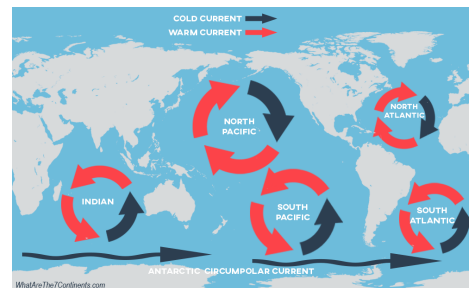 COLD CURRENT
WARM CURRENT
NORTH
PACIFIC
NORTH
ATLANTIC
INDIAN
SOUTH
PACIFIC
SOUTH
ATLANTIC
ANTARCTIC CIRCUMPOLAR CURRENT
WhatAreThe7Continents.com